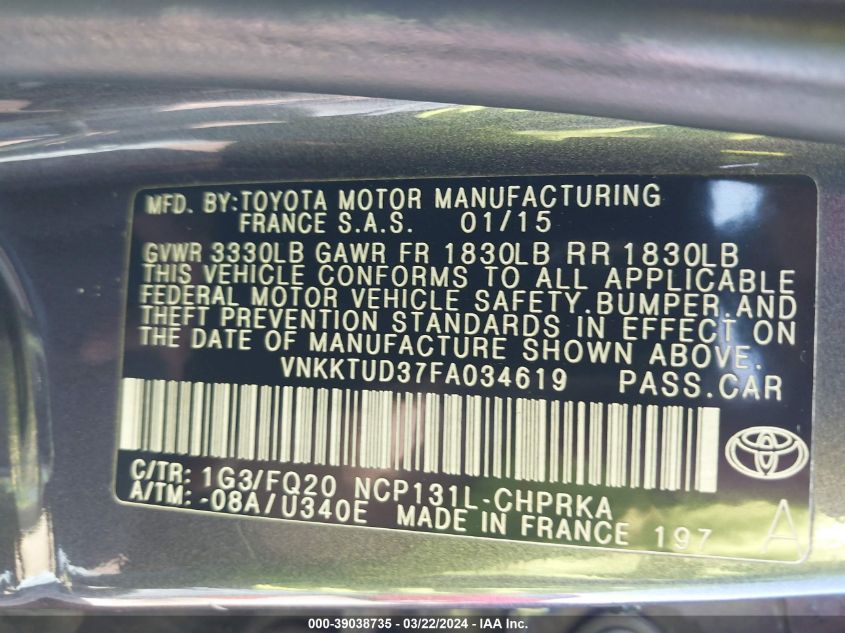 MFD. BY:TOYOTA MOTOR MANUFACTURING
FRANCE S.A.S. 01/15
GVWR 3330LB GAWR FR 1830LB RR 1830LB
THIS VEHICLE CONFORMS TO ALL APPLICABLE
FEDERAL MOTOR VEHICLE SAFETY,BUMPER,AND
THEFT PREVENTION STANDARDS IN EFFECT ON
THE DATE OF MANUFACTURE SHOWN ABOVE.
VNKKTUD37FA034619 PASS.CAR
C/TR: 1G3/FQ20 NCP131L-CHPRKA
A/TM: -08A/U340E MADE IN FRANCE 197 A
000-39038735 - 03/22/2024 - IAAI, Inc.